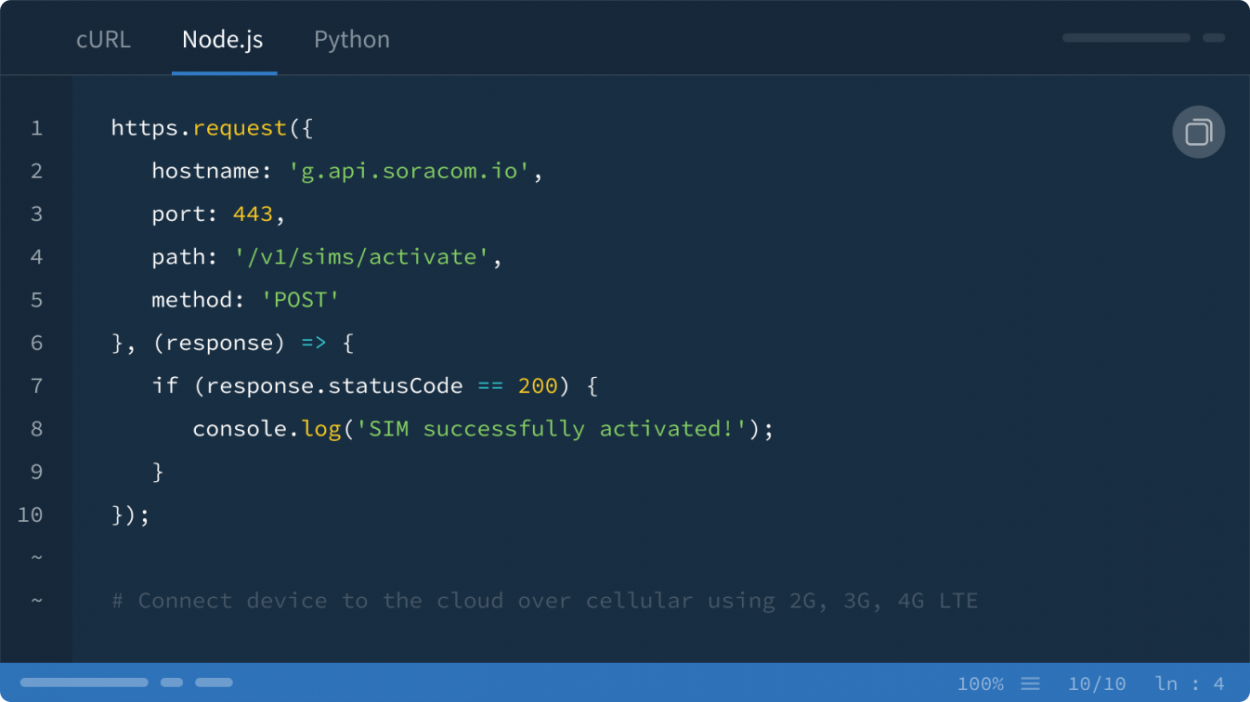 cURL Node.js Python
1 https.request({
2 hostname: 'g.api.soracom.io',
3 port: 443,
4 path: '/v1/sims/activate',
5 method: 'POST'
6 }, (response) => {
7 if (response.statusCode == 200) {
8 console.log('SIM successfully activated!');
9 }
10 });
~
~ # Connect device to the cloud over cellular using 2G, 3G, 4G LTE
100% 10/10 ln : 4